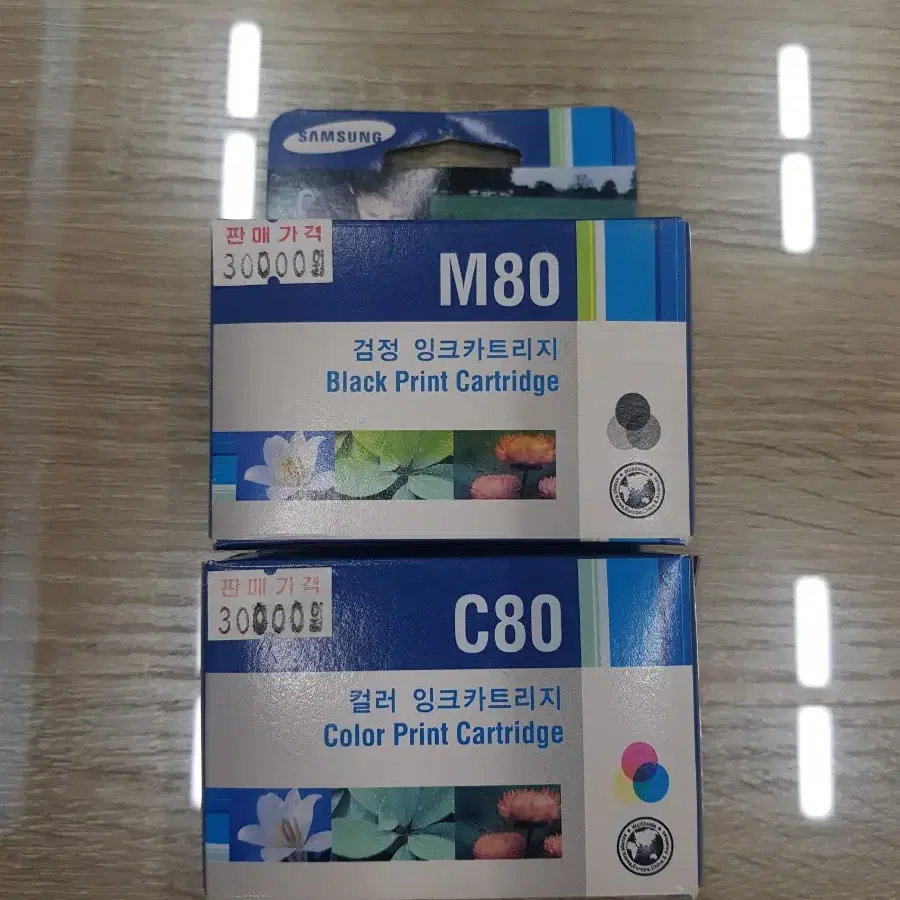 SAMSUNG
판매가격
30000원
M80
검정 잉크카트리지
Black Print Cartridge
판매가격
30000원
C80
컬러 잉크카트리지
Color Print Cartridge